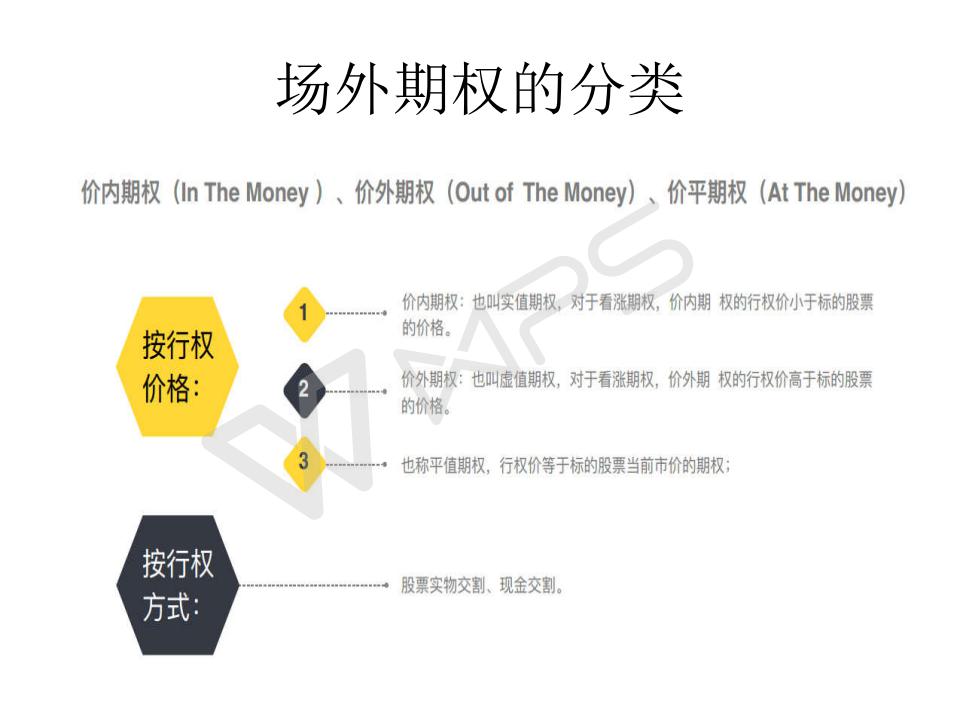 场外期权的分类
价内期权（In The Money ）、价外期权（Out of The Money）、价平期权（At The Money）
按行权
价格：
1
价内期权：也叫实值期权，对于看涨期权，价内期 权的行权价小于标的股票
的价格。
2
价外期权：也叫虚值期权，对于看涨期权，价外期 权的行权价高于标的股票
的价格。
3
也称平值期权，行权价等于标的股票当前市价的期权；
按行权
方式：
股票实物交割、现金交割。
WPS